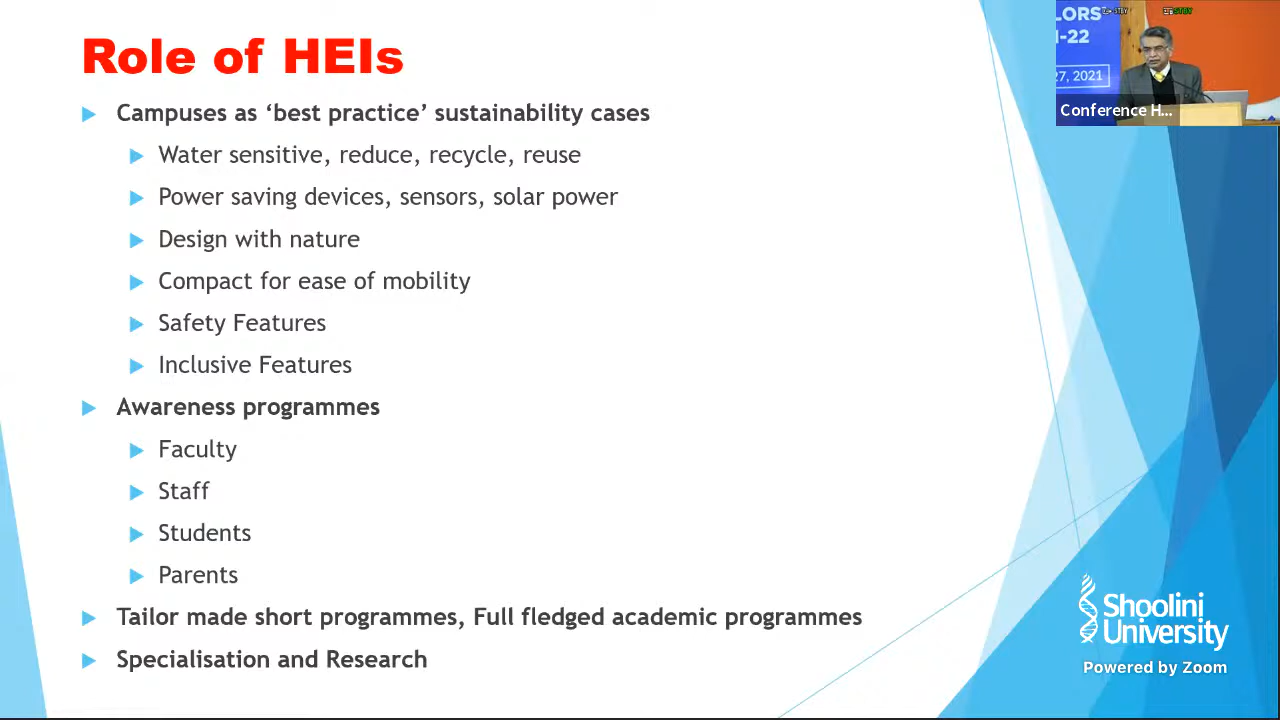 Role of HEIs
Campuses as ‘best practice’ sustainability cases
Water sensitive, reduce, recycle, reuse
Power saving devices, sensors, solar power
Design with nature
Compact for ease of mobility
Safety Features
Inclusive Features
Awareness programmes
Faculty
Staff
Students
Parents
Tailor made short programmes, Full fledged academic programmes
Specialisation and Research
LORS
-22
27, 2021
Conference H...
Shoolini
University
Powered by Zoom